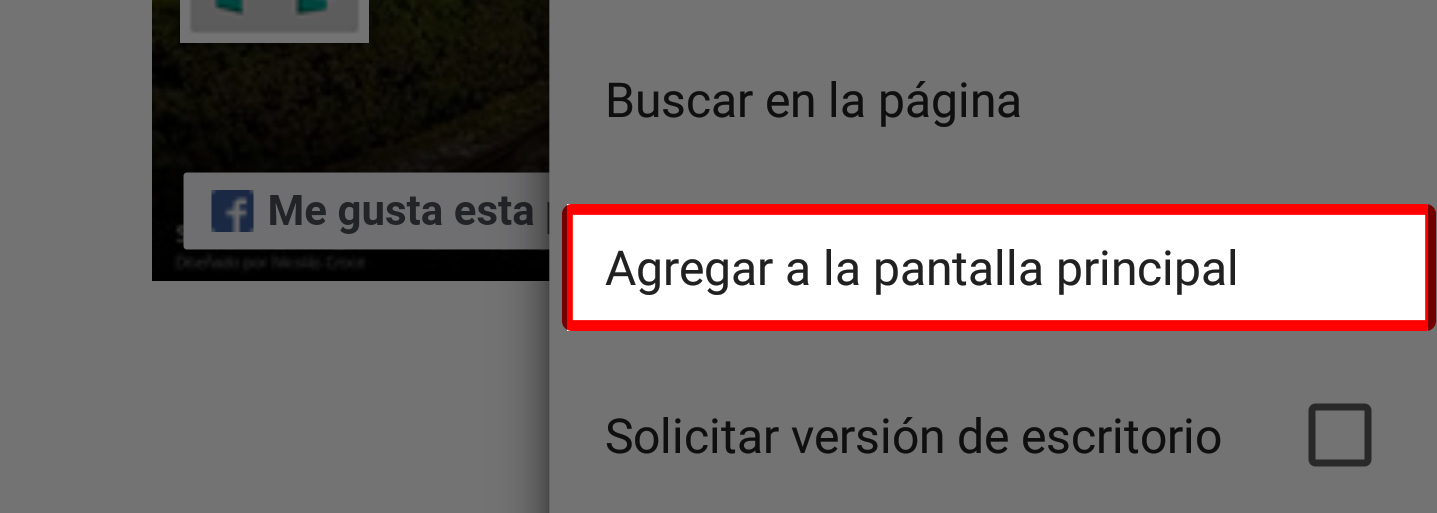 Buscar en la página
Me gusta esta
Agregar a la pantalla principal
Diseñado por Nicolás Croce
Solicitar versión de escritorio